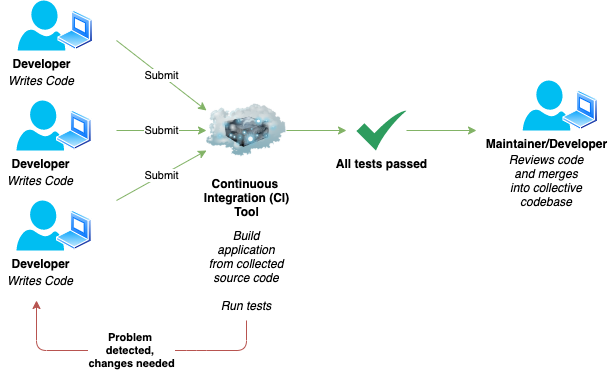 Developer
Writes Code
Submit
Developer
Writes Code
Submit
Developer
Writes Code
Submit
Continuous
Integration (CI)
Tool
Build
application
from collected
source code
Run tests
All tests passed
Maintainer/Developer
Reviews code
and merges
into collective
codebase
Problem
detected,
changes needed